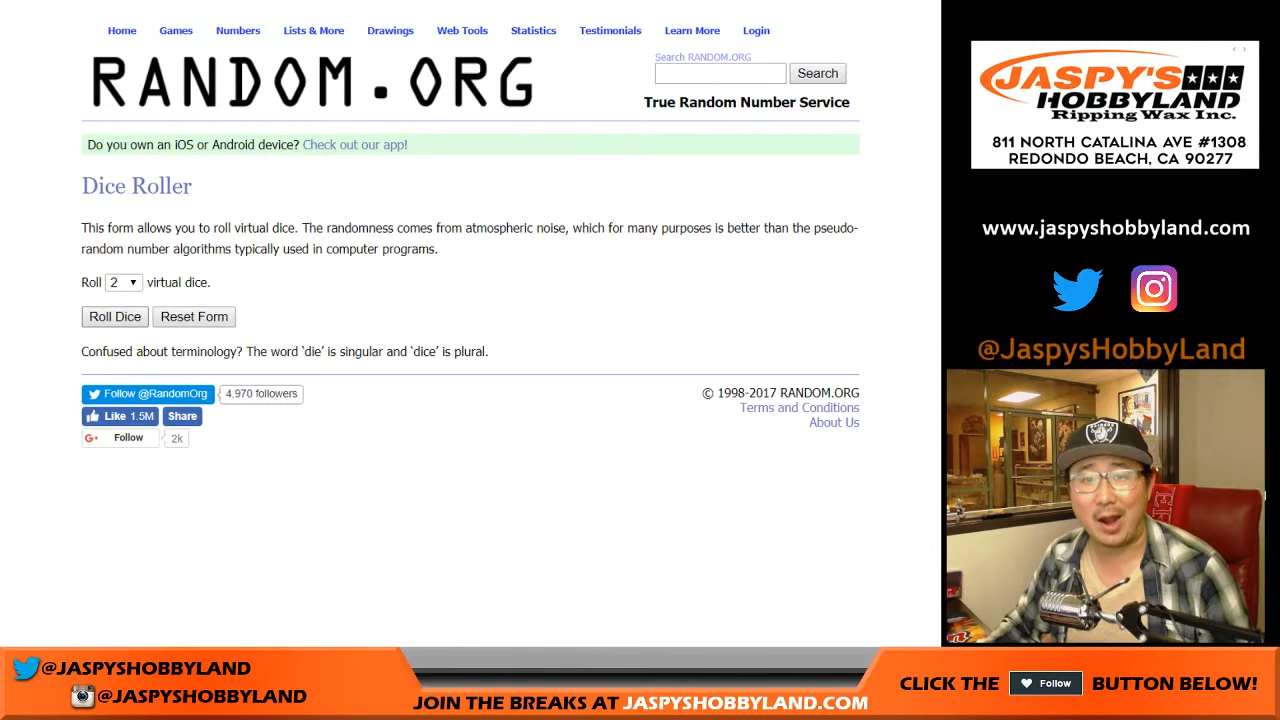 Home Games Numbers Lists & More Drawings Web Tools Statistics Testimonials Learn More Login
RANDOM.ORG
Search RANDOM.ORG
Search
True Random Number Service
Do you own an iOS or Android device? Check out our app!
Dice Roller
This form allows you to roll virtual dice. The randomness comes from atmospheric noise, which for many purposes is better than the pseudo-
random number algorithms typically used in computer programs.
Roll 2 virtual dice.
Roll Dice Reset Form
Confused about terminology? The word ‘die’ is singular and ‘dice’ is plural.
Follow @RandomOrg 4,970 followers
Like 1.5M Share
Follow 2k
© 1998-2017 RANDOM.ORG
Terms and Conditions
About Us
JASPY'S
HOBBYLAND
Ripping Wax Inc.
811 NORTH CATALINA AVE #1308
REDONDO BEACH, CA 90277
www.jaspyshobbyland.com
@JaspysHobbyLand
RAIDERS
@JASPYSHOBBYLAND
@JASPYSHOBBYLAND
JOIN THE BREAKS AT JASPYSHOBBYLAND.COM
CLICK THE Follow BUTTON BELOW!